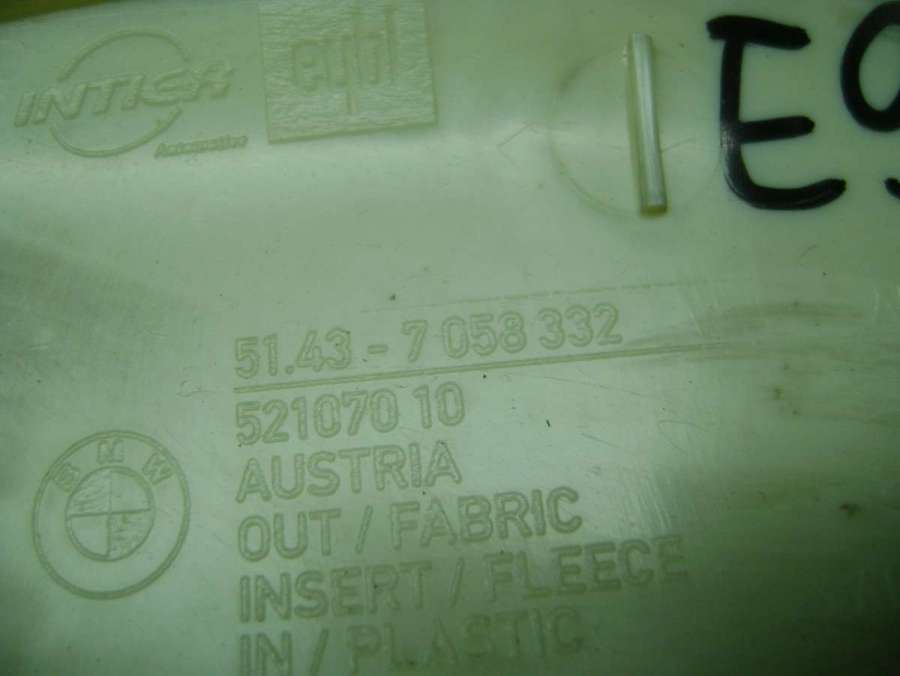 INTIER
Automotive
E9
51.43 - 7 058 332
521070 10
AUSTRIA
BMW
OUT / FABRIC
INSERT / FLEECE
IN / PLASTIC